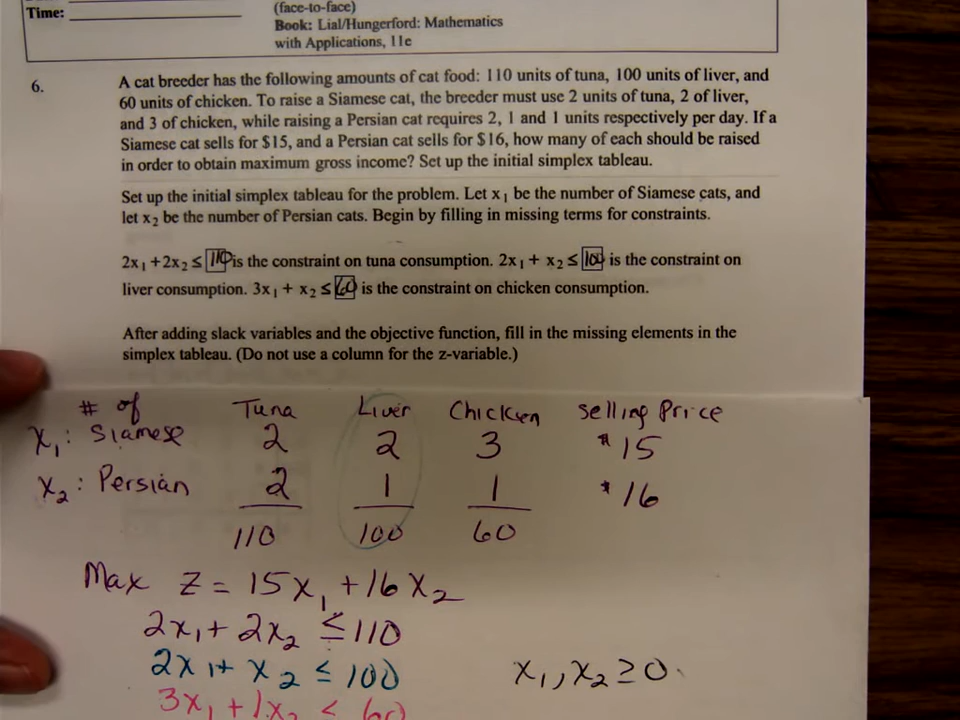 Time:
(face-to-face)
Book: Lial/Hungerford: Mathematics
with Applications, 11e
6.
A cat breeder has the following amounts of cat food: 110 units of tuna, 100 units of liver, and
60 units of chicken. To raise a Siamese cat, the breeder must use 2 units of tuna, 2 of liver,
and 3 of chicken, while raising a Persian cat requires 2, 1 and 1 units respectively per day. If a
Siamese cat sells for $15, and a Persian cat sells for $16, how many of each should be raised
in order to obtain maximum gross income? Set up the initial simplex tableau.
Set up the initial simplex tableau for the problem. Let x₁ be the number of Siamese cats, and
let x₂ be the number of Persian cats. Begin by filling in missing terms for constraints.
2x₁ +2x₂ ≤ 110 is the constraint on tuna consumption. 2x₁ + x₂ ≤ 100 is the constraint on
liver consumption. 3x₁ + x₂ ≤ 60 is the constraint on chicken consumption.
After adding slack variables and the objective function, fill in the missing elements in the
simplex tableau. (Do not use a column for the z-variable.)
# of Tuna Liver Chicken Selling Price
x₁: Siamese 2 2 3 $15
x₂: Persian 2 1 1 $16
110 100 60
Max z = 15x₁ +16x₂
2x₁ + 2x₂ ≤ 110
2x₁ + x₂ ≤ 100 x₁, x₂ ≥ 0
3x₁ + 1x₂ ≤ 60